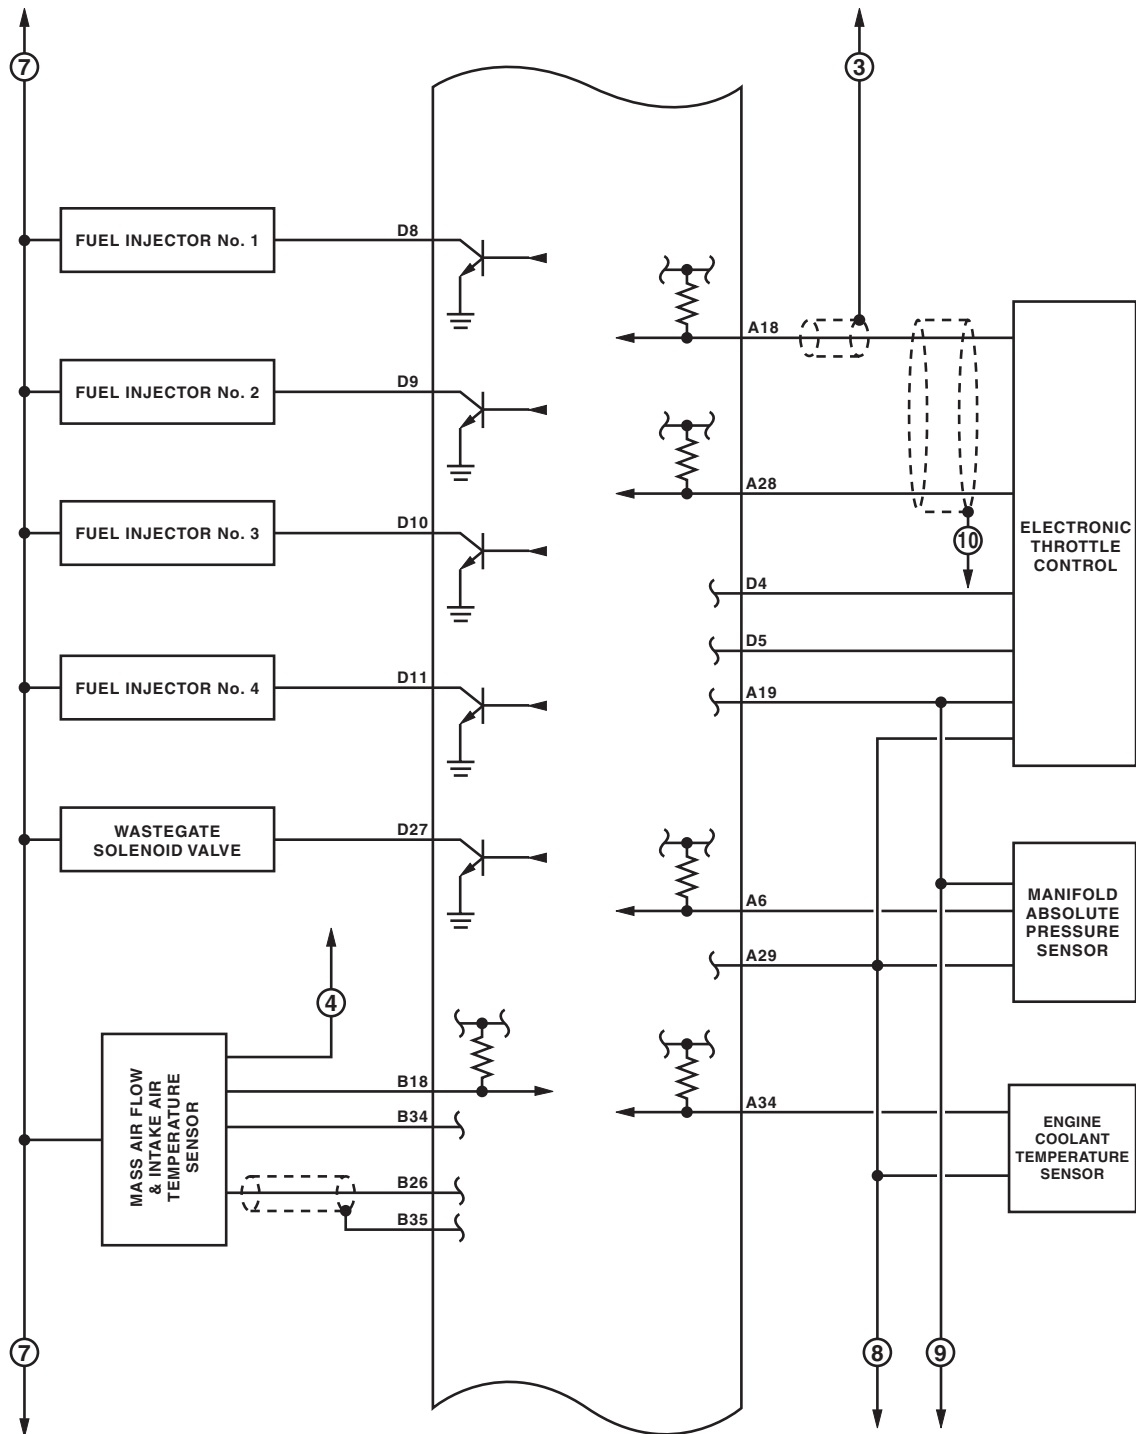 7
3
FUEL INJECTOR No. 1
D8
A18
FUEL INJECTOR No. 2
D9
A28
FUEL INJECTOR No. 3
D10
10
ELECTRONIC
THROTTLE
CONTROL
D4
D5
FUEL INJECTOR No. 4
D11
A19
WASTEGATE
SOLENOID VALVE
D27
A6
A29
MANIFOLD
ABSOLUTE
PRESSURE
SENSOR
4
MASS AIR FLOW
& INTAKE AIR
TEMPERATURE
SENSOR
B18
B34
B26
B35
A34
ENGINE
COOLANT
TEMPERATURE
SENSOR
7
8
9